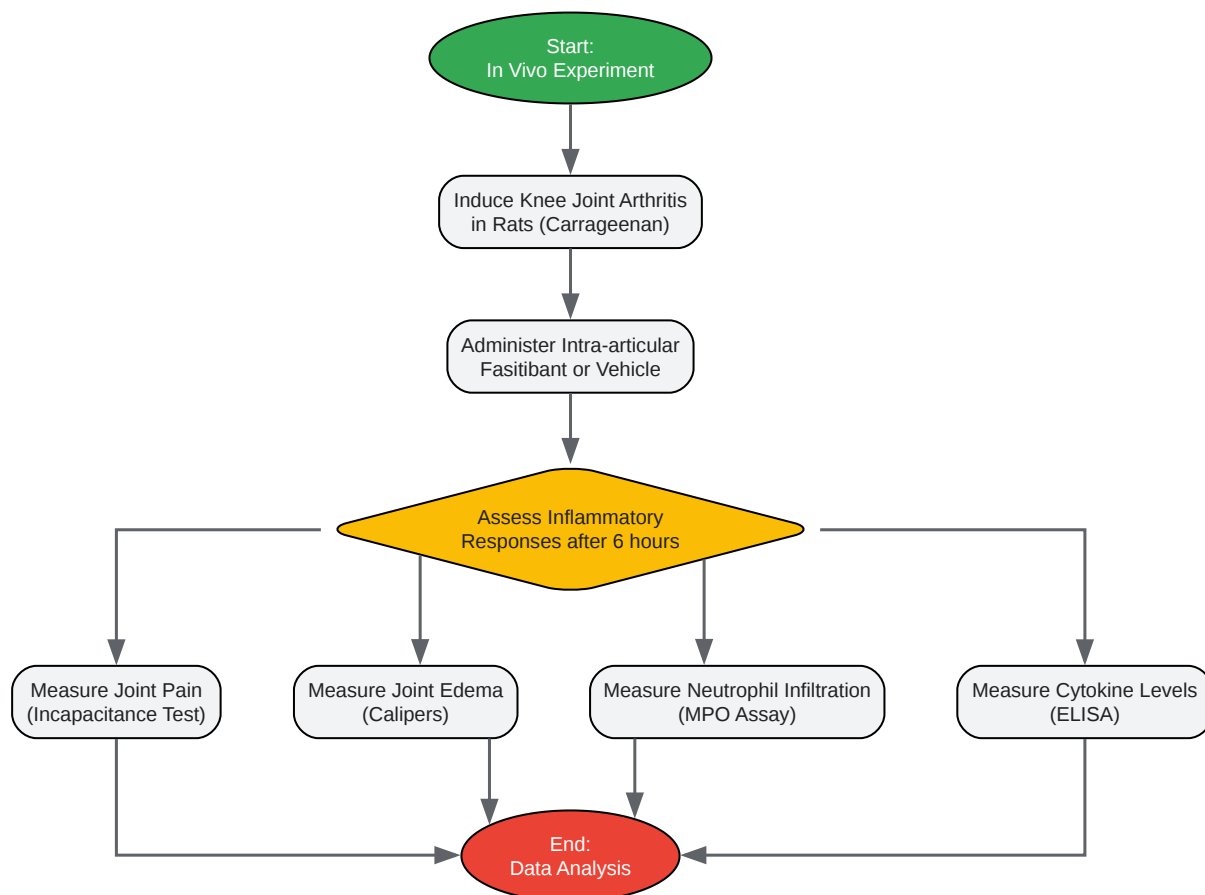 Start:
In Vivo Experiment
Induce Knee Joint Arthritis
in Rats (Carrageenan)
Administer Intra-articular
Fasitibant or Vehicle
Assess Inflammatory
Responses after 6 hours
Measure Joint Pain
(Incapacitance Test)
Measure Joint Edema
(Calipers)
Measure Neutrophil Infiltration
(MPO Assay)
Measure Cytokine Levels
(ELISA)
End:
Data Analysis